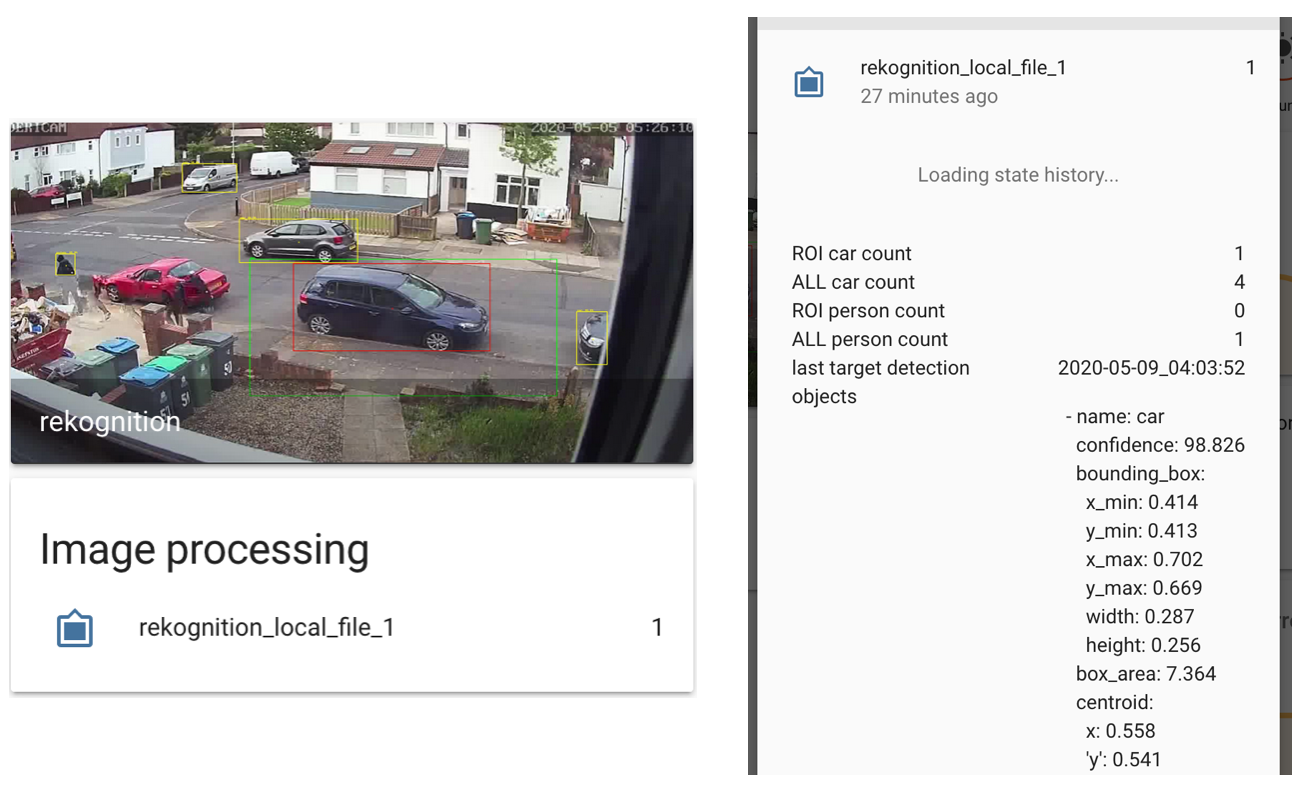 2020-05-05 05:26:10
rekognition
Image processing
rekognition_local_file_1 1
rekognition_local_file_1 1
27 minutes ago
Loading state history...
ROI car count 1
ALL car count 4
ROI person count 0
ALL person count 1
last target detection 2020-05-09_04:03:52
objects
- name: car
confidence: 98.826
bounding_box:
x_min: 0.414
y_min: 0.413
x_max: 0.702
y_max: 0.669
width: 0.287
height: 0.256
box_area: 7.364
centroid:
x: 0.558
'y': 0.541